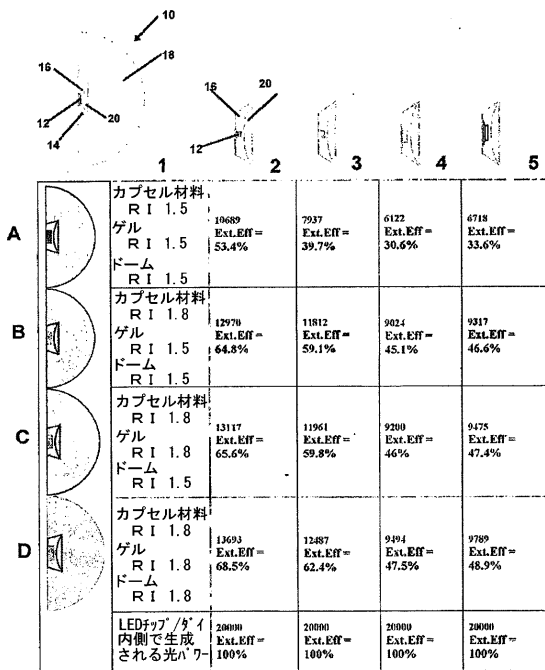 10
18
16
12
20
14
16
20
12
1
2
3
4
5
A
カプセル材料
RI 1.5
ゲル
RI 1.5
ドーム
RI 1.5
10689
Ext.Eff =
53.4%
7937
Ext.Eff =
39.7%
6122
Ext.Eff =
30.6%
6718
Ext.Eff =
33.6%
B
カプセル材料
RI 1.8
ゲル
RI 1.5
ドーム
RI 1.5
12970
Ext.Eff =
64.8%
11812
Ext.Eff =
59.1%
9024
Ext.Eff =
45.1%
9317
Ext.Eff =
46.6%
C
カプセル材料
RI 1.8
ゲル
RI 1.8
ドーム
RI 1.5
13117
Ext.Eff =
65.6%
11961
Ext.Eff =
59.8%
9200
Ext.Eff =
46%
9475
Ext.Eff =
47.4%
D
カプセル材料
RI 1.8
ゲル
RI 1.8
ドーム
RI 1.8
13693
Ext.Eff =
68.5%
12487
Ext.Eff =
62.4%
9494
Ext.Eff =
47.5%
9789
Ext.Eff =
48.9%
LEDチップ/ダイ
内側で生成
される光パワー
20000
Ext.Eff =
100%
20000
Ext.Eff =
100%
20000
Ext.Eff =
100%
20000
Ext.Eff =
100%